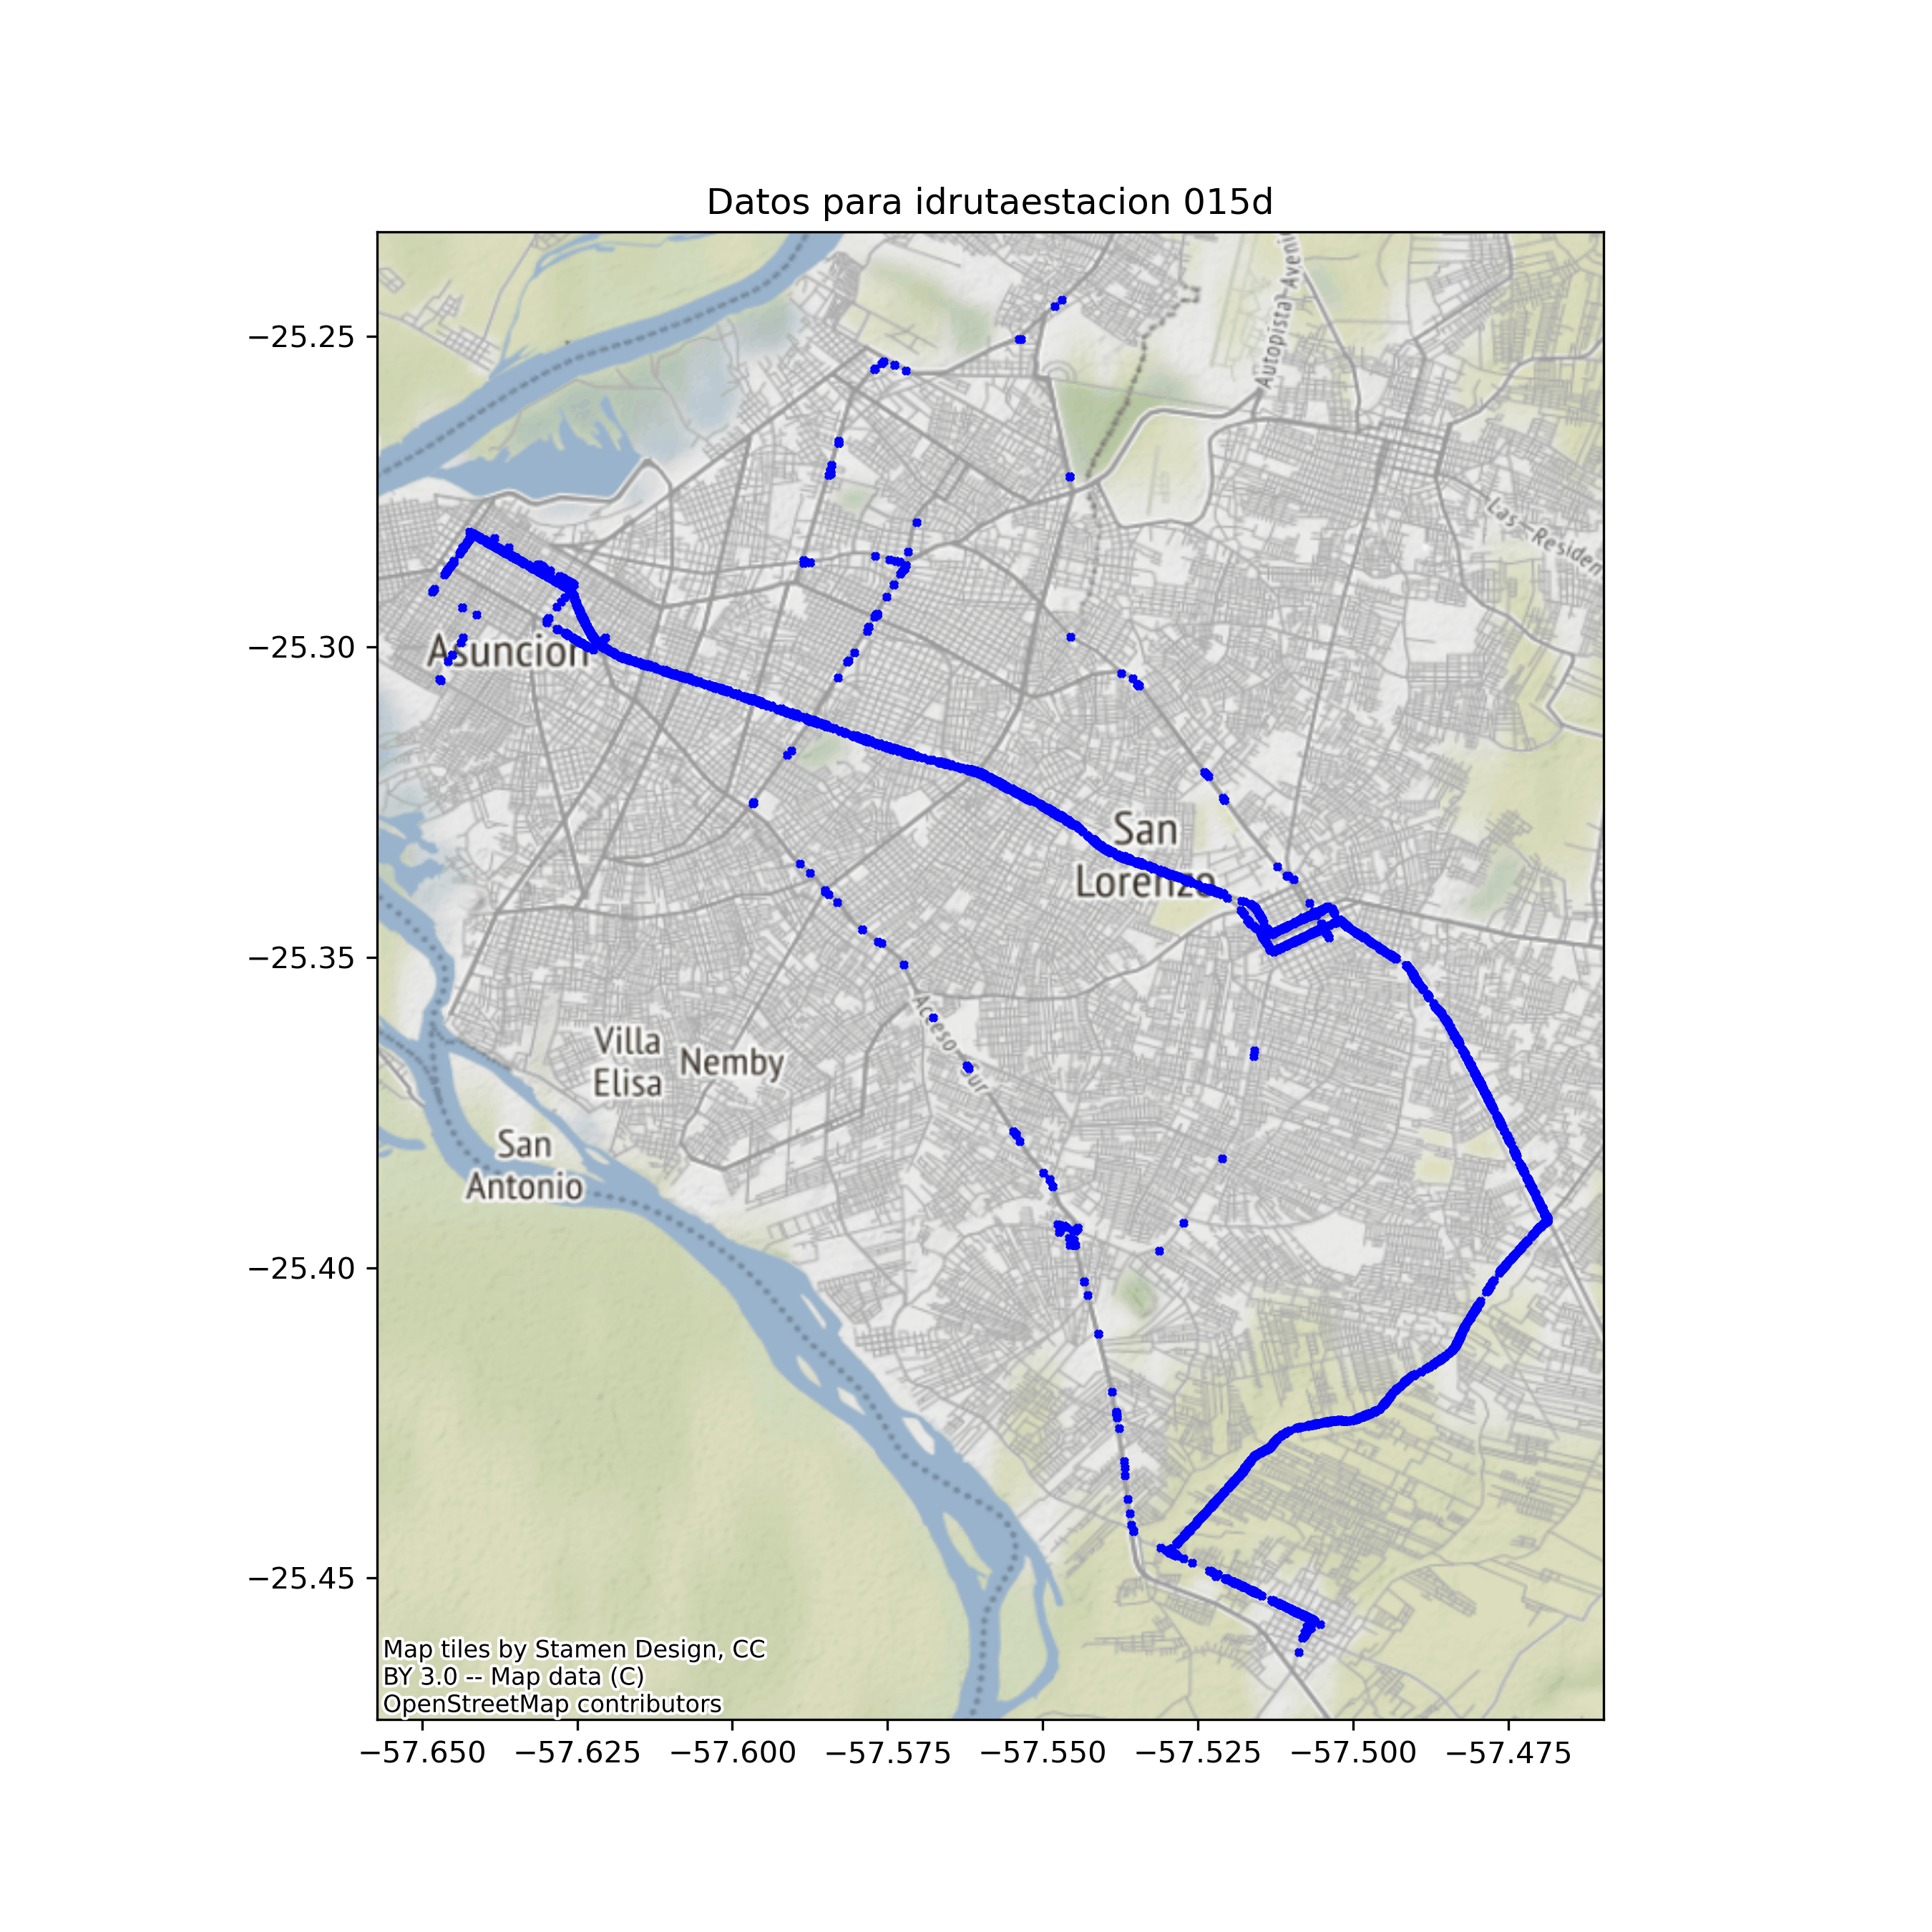 Datos para idrutaestacion 015d
Autopista Aveni
−25.25
Las Residen
−25.30
Asuncion
San
Lorenzo
−25.35
Acceso Sur
Villa
Elisa
Nemby
San
Antonio
−25.40
−25.45
Map tiles by Stamen Design, CC
BY 3.0 -- Map data (C)
OpenStreetMap contributors
−57.650 −57.625 −57.600 −57.575 −57.550 −57.525 −57.500 −57.475